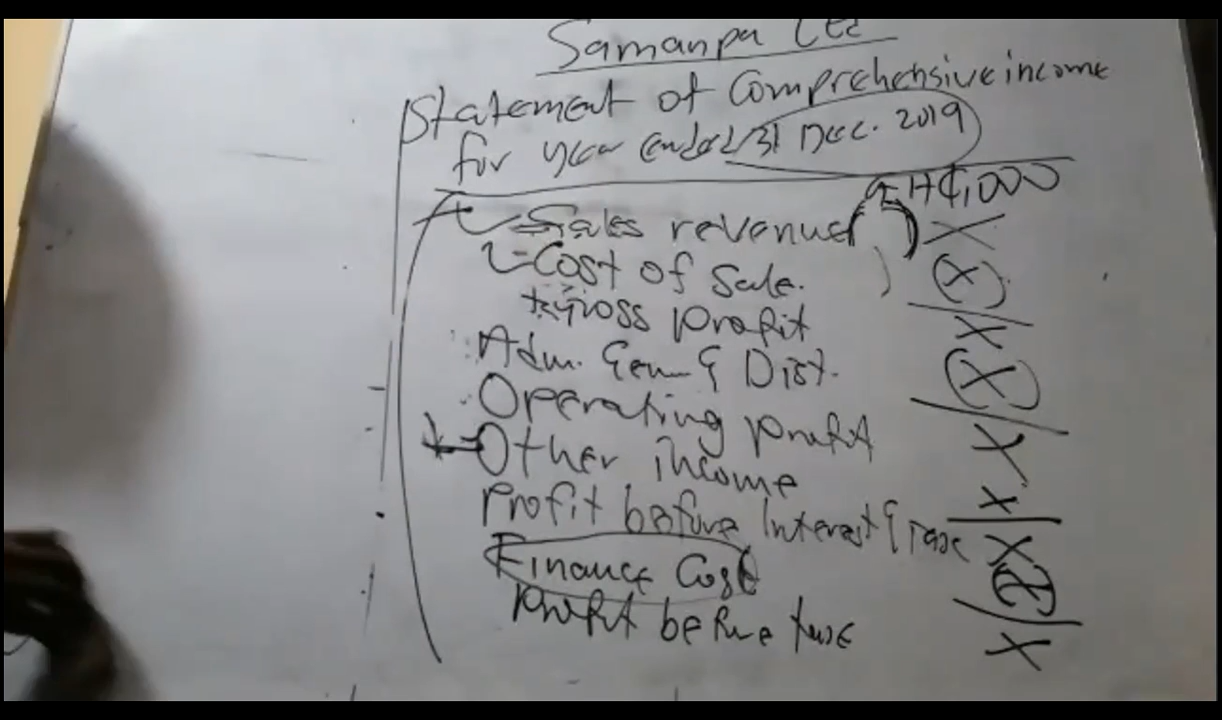 Samanpa Ltd
Statement of Comprehensive income
for year ended 31 Dec. 2019
GH¢,000
Sales revenue X
Cost of Sale. (X)
Gross profit X
Adm. Gen & Dist. (X)
Operating profit X
Other income X
Profit before Interest & Tax X
Finance Cost (X)
Profit before tax X